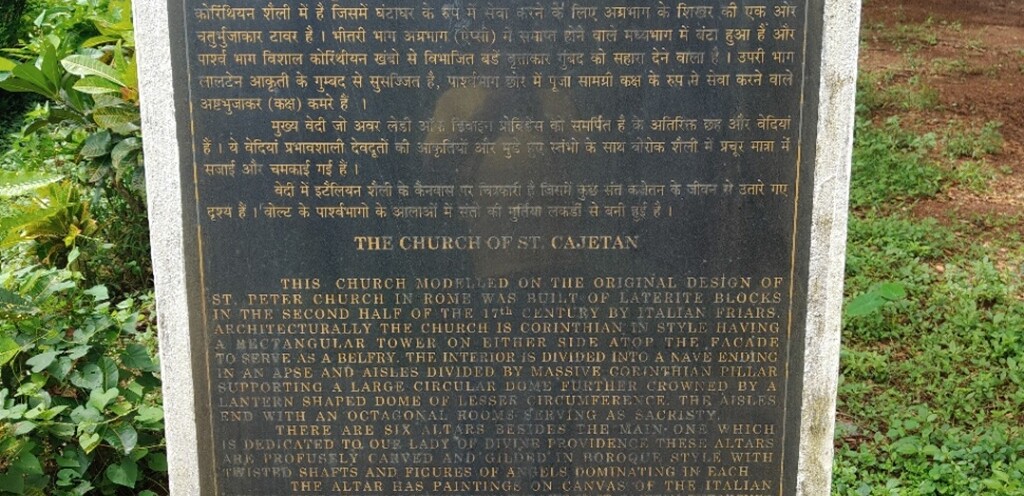 कोरिंथियन शैली में है जिसमें घंटाघर के रुप में सेवा करने के लिए अग्रभाग के शिखर की एक और
चतुर्भुजाकार टावर है । भीतरी भाग अग्रभाग (एप्सी) में समाप्त होने वाले मध्यभाग में बंटा हुआ हैं और
पार्श्व भाग विशाल कोरिंथीयन खंबो से विभाजित बडें वृत्ताकार गुंबद को सहारा देने वाला है । उपरी भाग
लालटेन आकृती के गुम्बद से सुसज्जित है, पार्श्वभाग छोर में पूजा सामग्री कक्ष के रुप से सेवा करने वाले
अष्टभुजाकार (कक्ष) कमरे हैं ।
मुख्य वेदी जो अवर लेडी ऑफ डिवाइन प्रोविडेंस को समर्पित है के अतिरिक्त छह और वेदियां
हैं । ये वेदियां प्रभावशाली देवदूतों की आकृतियों और मुडे हुए स्तंभो के साथ बोरोक शैली में प्रचूर मात्रा में
सजाई और चमकाई गई है ।
वेदी में इटॅलियन शैली के कैनवास पर चित्रकारी है जिसमें कुछ संत कजेतन के जीवन से उतारे गए
दृश्य हैं । वोल्ट के पार्श्वभागो के आलाओं में संतो की मुर्तिया लकडी से बनी हुई है ।
THE CHURCH OF ST. CAJETAN
THIS CHURCH MODELLED ON THE ORIGINAL DESIGN OF
ST. PETER CHURCH IN ROME WAS BUILT OF LATERITE BLOCKS
IN THE SECOND HALF OF THE 17th CENTURY BY ITALIAN FRIARS.
ARCHITECTURALLY THE CHURCH IS CORINTHIAN IN STYLE HAVING
A RECTANGULAR TOWER ON EITHER SIDE ATOP THE FACADE
TO SERVE AS A BELFRY. THE INTERIOR IS DIVIDED INTO A NAVE ENDING
IN AN APSE AND AISLES DIVIDED BY MASSIVE CORINTHIAN PILLAR
SUPPORTING A LARGE CIRCULAR DOME FURTHER CROWNED BY A
LANTERN SHAPED DOME OF LESSER CIRCUMFERENCE. THE AISLES
END WITH AN OCTAGONAL ROOMS SERVING AS SACRISTY.
THERE ARE SIX ALTARS BESIDES THE MAIN ONE WHICH
IS DEDICATED TO OUR LADY OF DIVINE PROVIDENCE THESE ALTARS
ARE PROFUSELY CARVED AND GILDED IN BOROQUE STYLE WITH
TWISTED SHAFTS AND FIGURES OF ANGELS DOMINATING IN EACH
THE ALTAR HAS PAINTINGS ON CANVAS OF THE ITALIAN